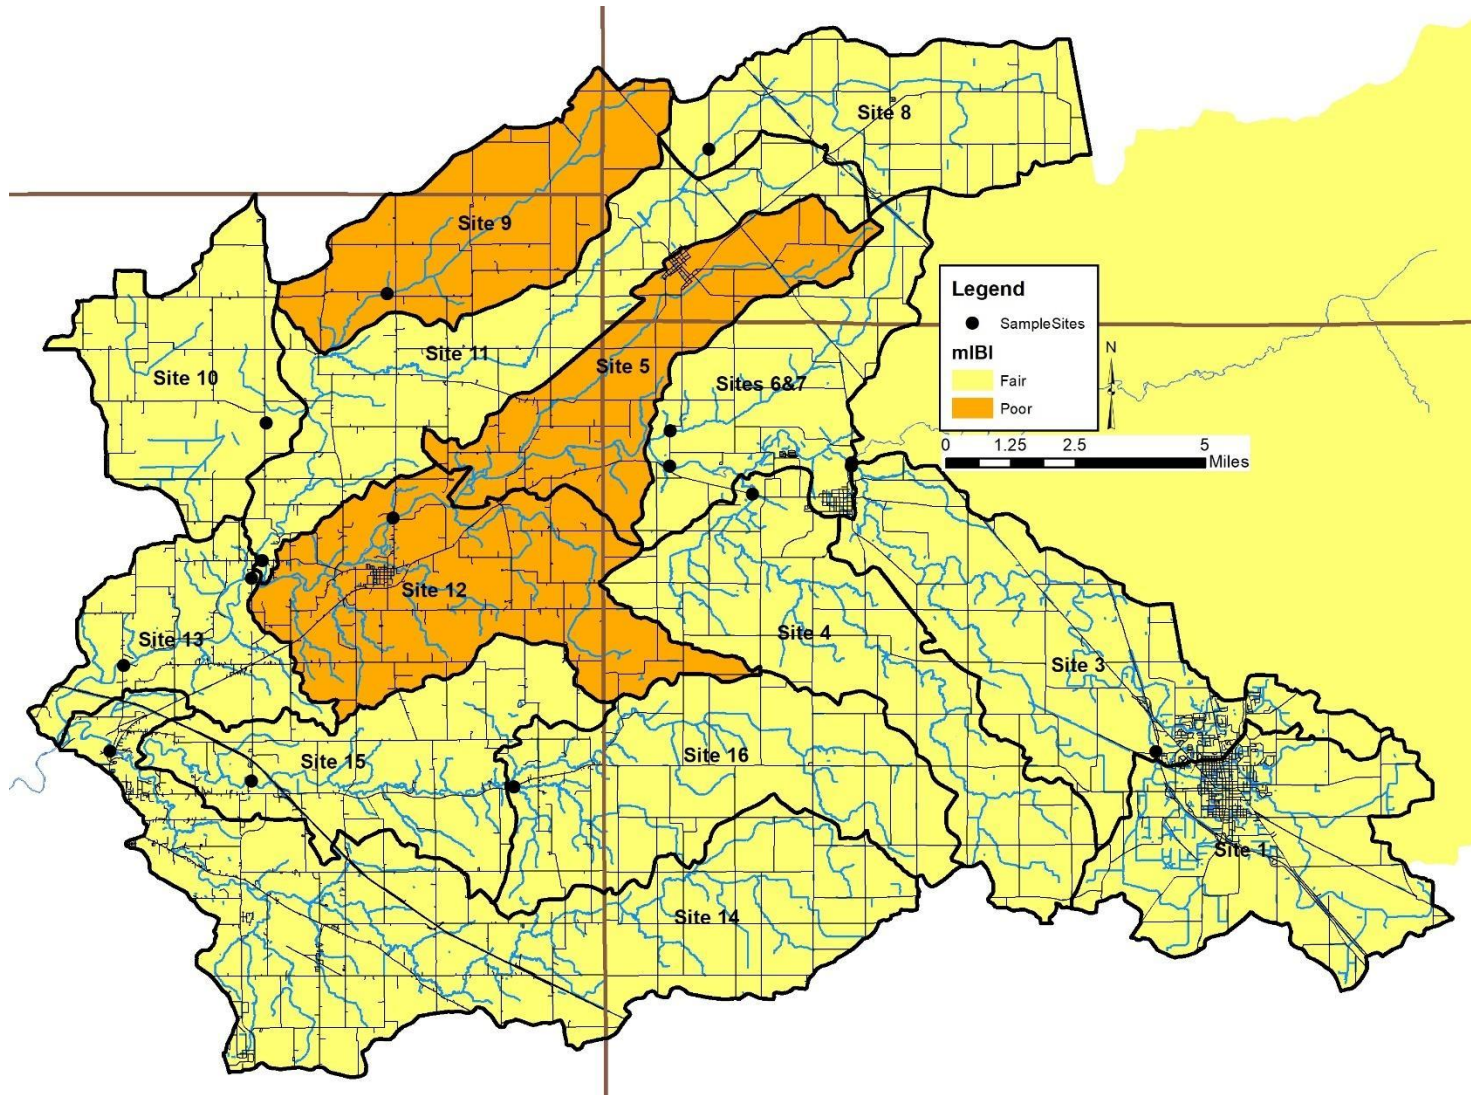 Site 8
Site 9
Legend
SampleSites
mIBI
Fair
Poor
N
0 1.25 2.5 5
Miles
Site 11
Site 5
Site 10
Sites 6&7
Site 12
Site 4
Site 13
Site 3
Site 15
Site 16
Site 1
Site 14